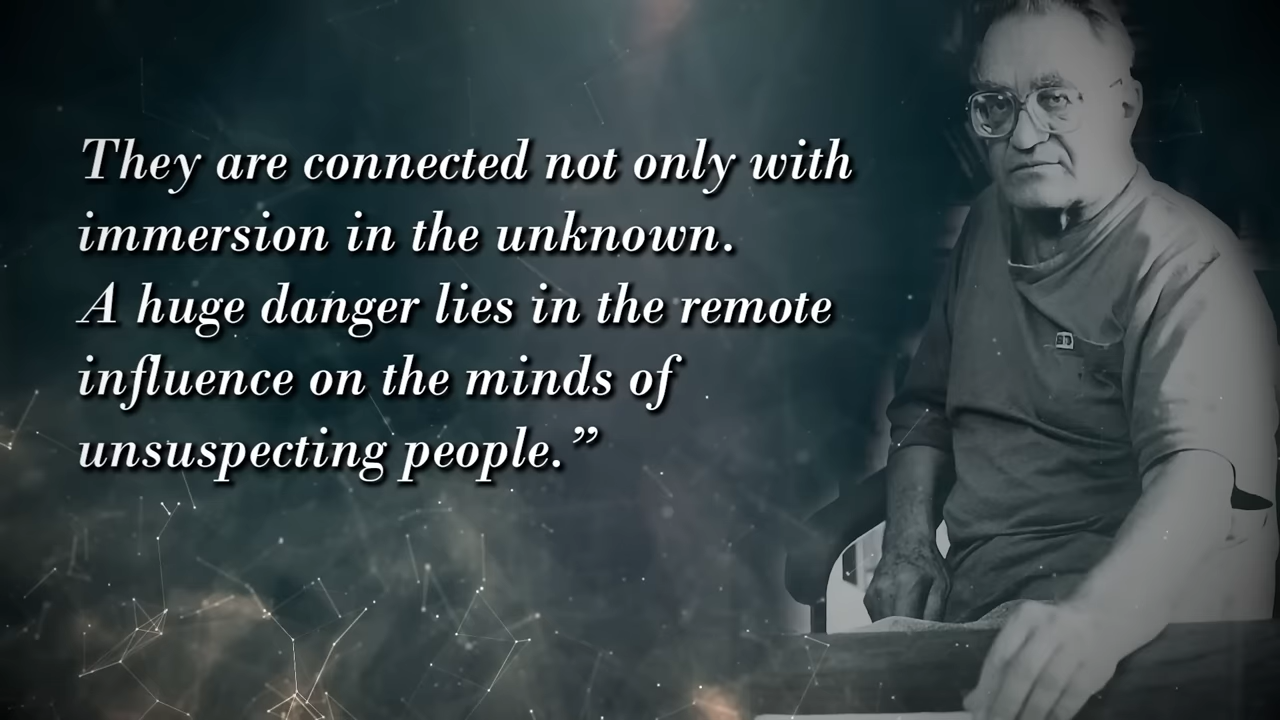 They are connected not only with
immersion in the unknown.
A huge danger lies in the remote
influence on the minds of
unsuspecting people.”